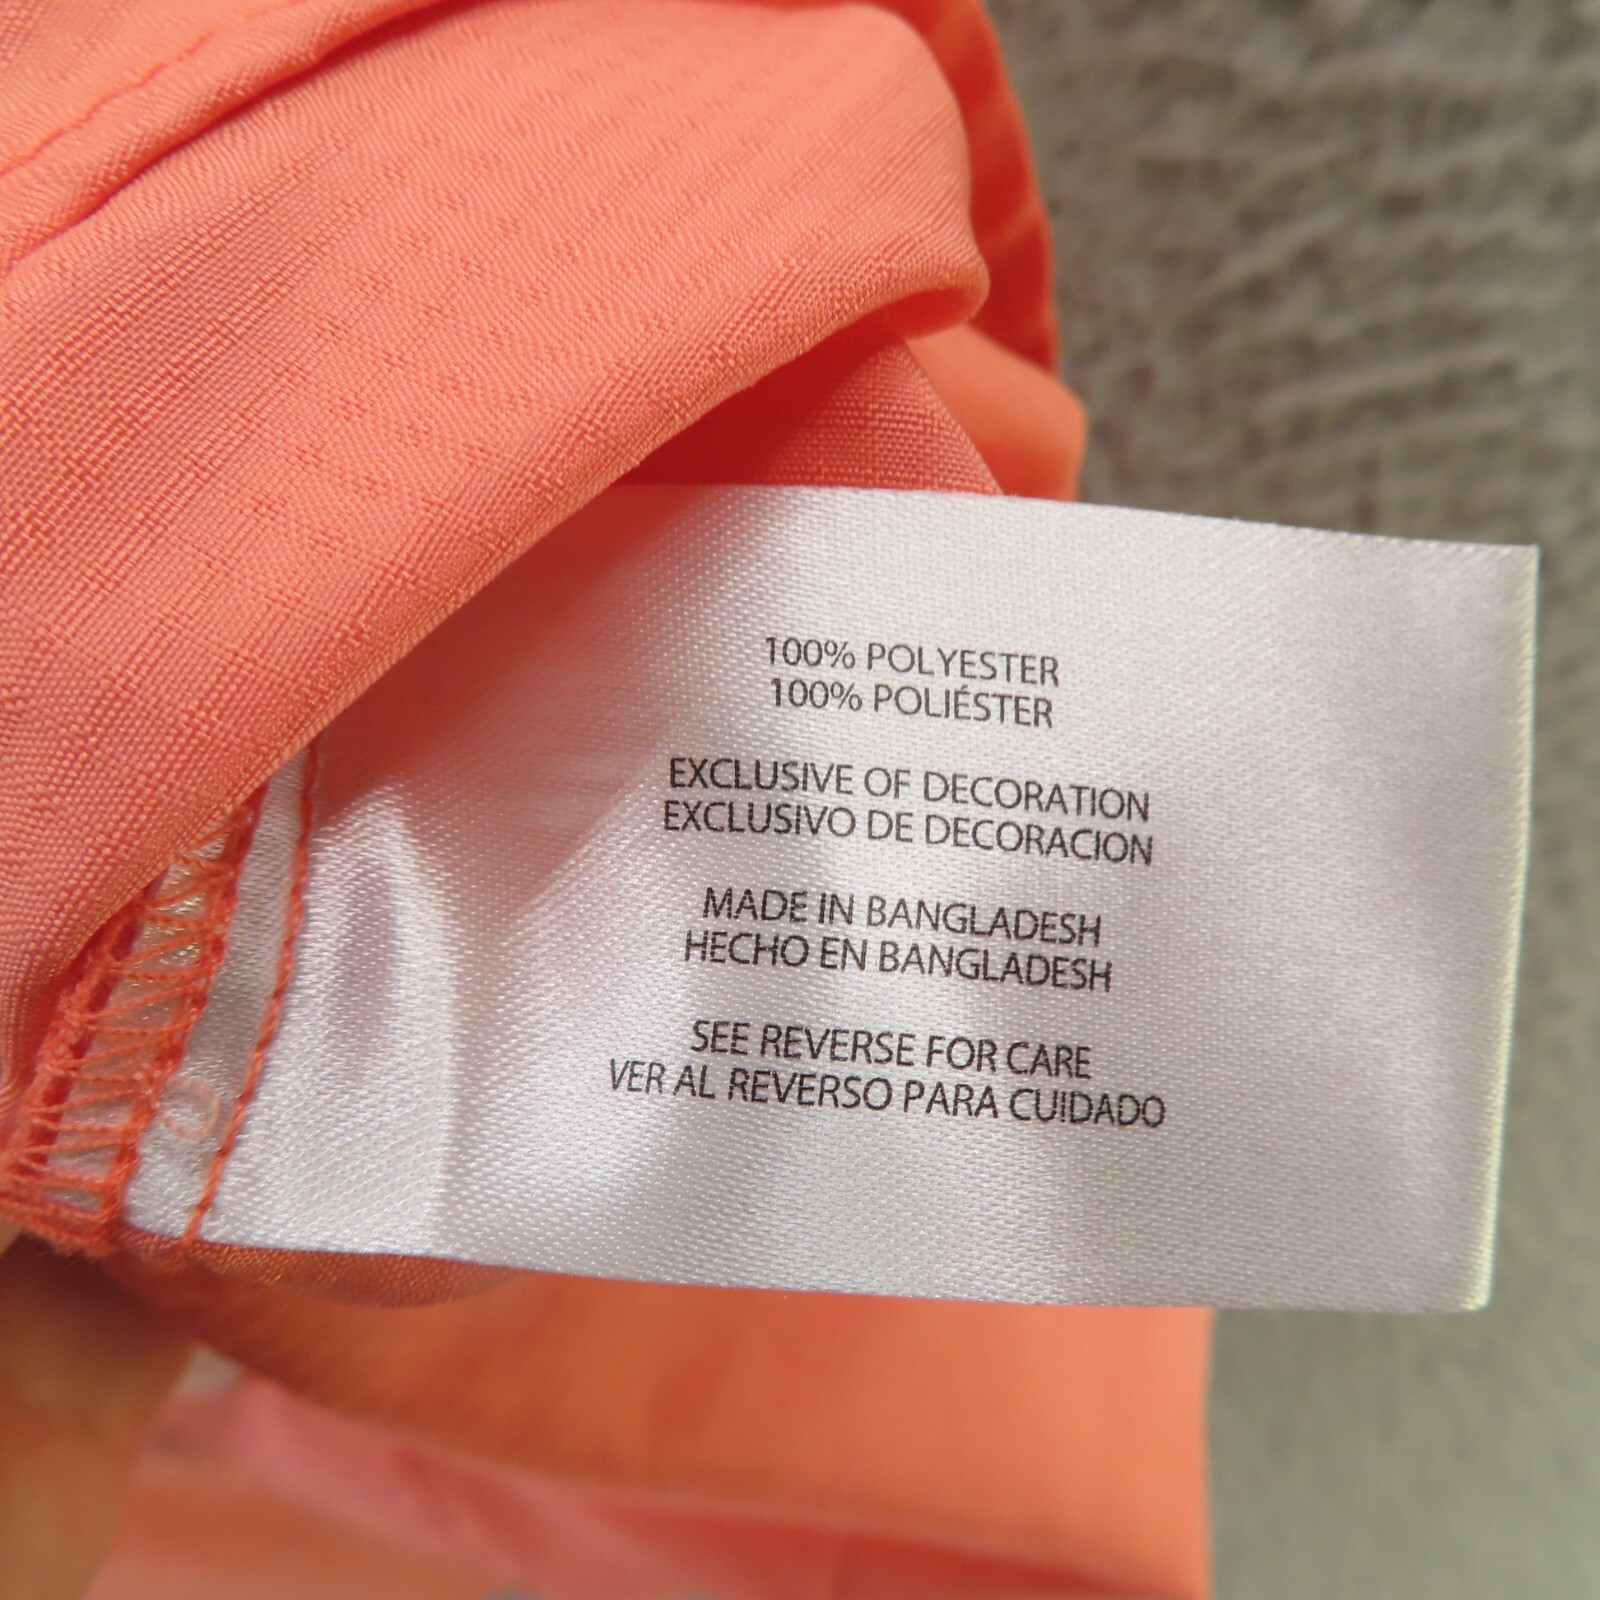 100% POLYESTER
100% POLIÉSTER
EXCLUSIVE OF DECORATION
EXCLUSIVO DE DECORACION
MADE IN BANGLADESH
HECHO EN BANGLADESH
SEE REVERSE FOR CARE
VER AL REVERSO PARA CUIDADO